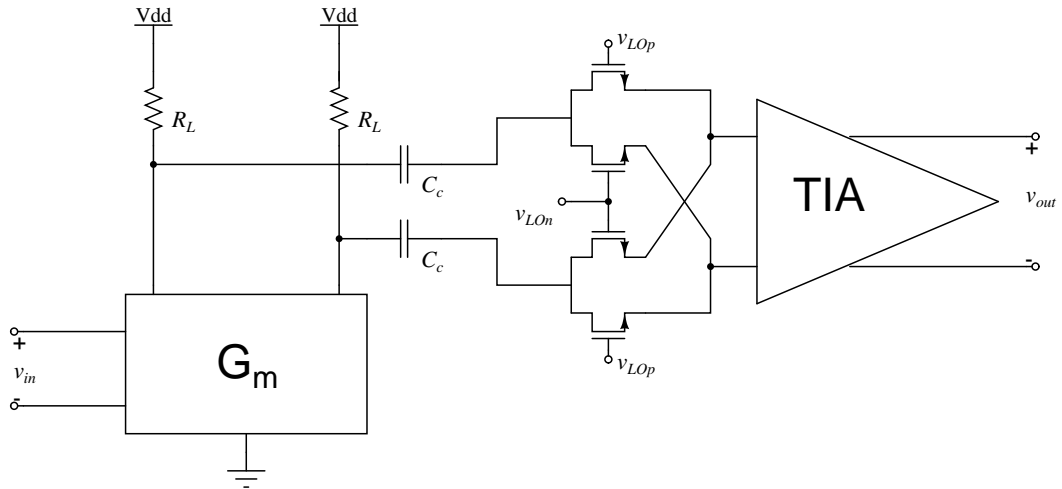 Vdd
Vdd
R_L
R_L
C_c
C_c
v_LOp
v_LOn
v_LOp
TIA
+
v_out
-
+
v_in
-
G_m